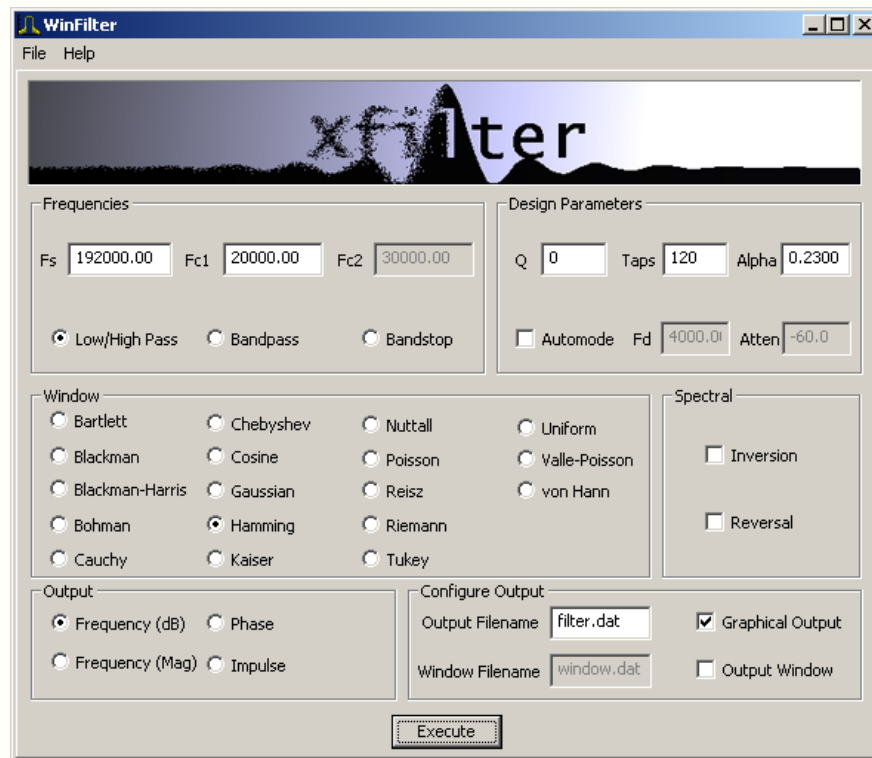 WinFilter
File Help
xfilter
Frequencies
Fs 192000.00 Fc1 20000.00 Fc2 30000.00
Low/High Pass Bandpass Bandstop
Design Parameters
Q 0 Taps 120 Alpha 0.2300
Automode Fd 4000.0 Atten -60.0
Window
Bartlett Chebyshev Nuttall Uniform
Blackman Cosine Poisson Valle-Poisson
Blackman-Harris Gaussian Reisz von Hann
Bohman Hamming Riemann
Cauchy Kaiser Tukey
Spectral
Inversion
Reversal
Output
Frequency (dB) Phase
Frequency (Mag) Impulse
Configure Output
Output Filename filter.dat Graphical Output
Window Filename window.dat Output Window
Execute